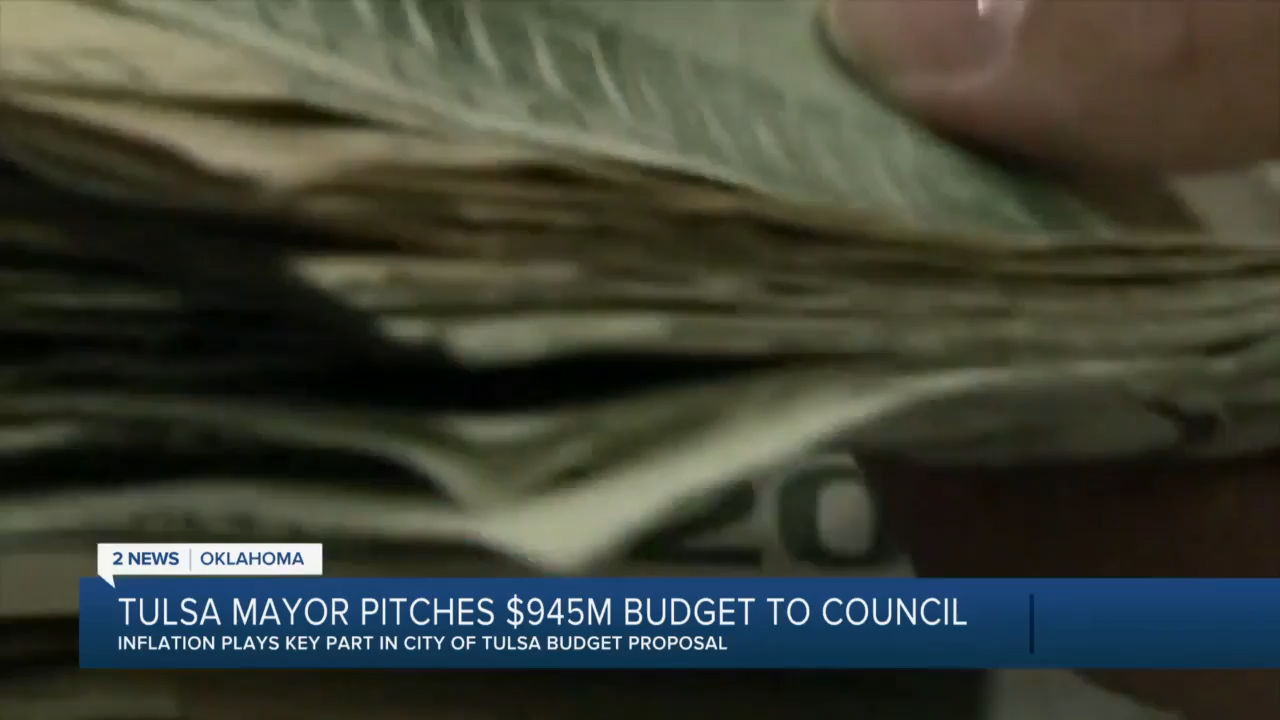 20
2 NEWS | OKLAHOMA
TULSA MAYOR PITCHES $945M BUDGET TO COUNCIL
INFLATION PLAYS KEY PART IN CITY OF TULSA BUDGET PROPOSAL